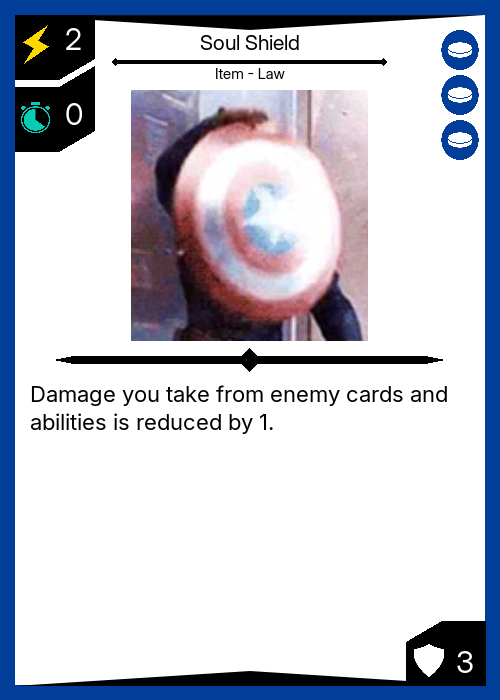 2
Soul Shield
Item - Law
0
Damage you take from enemy cards and
abilities is reduced by 1.
3